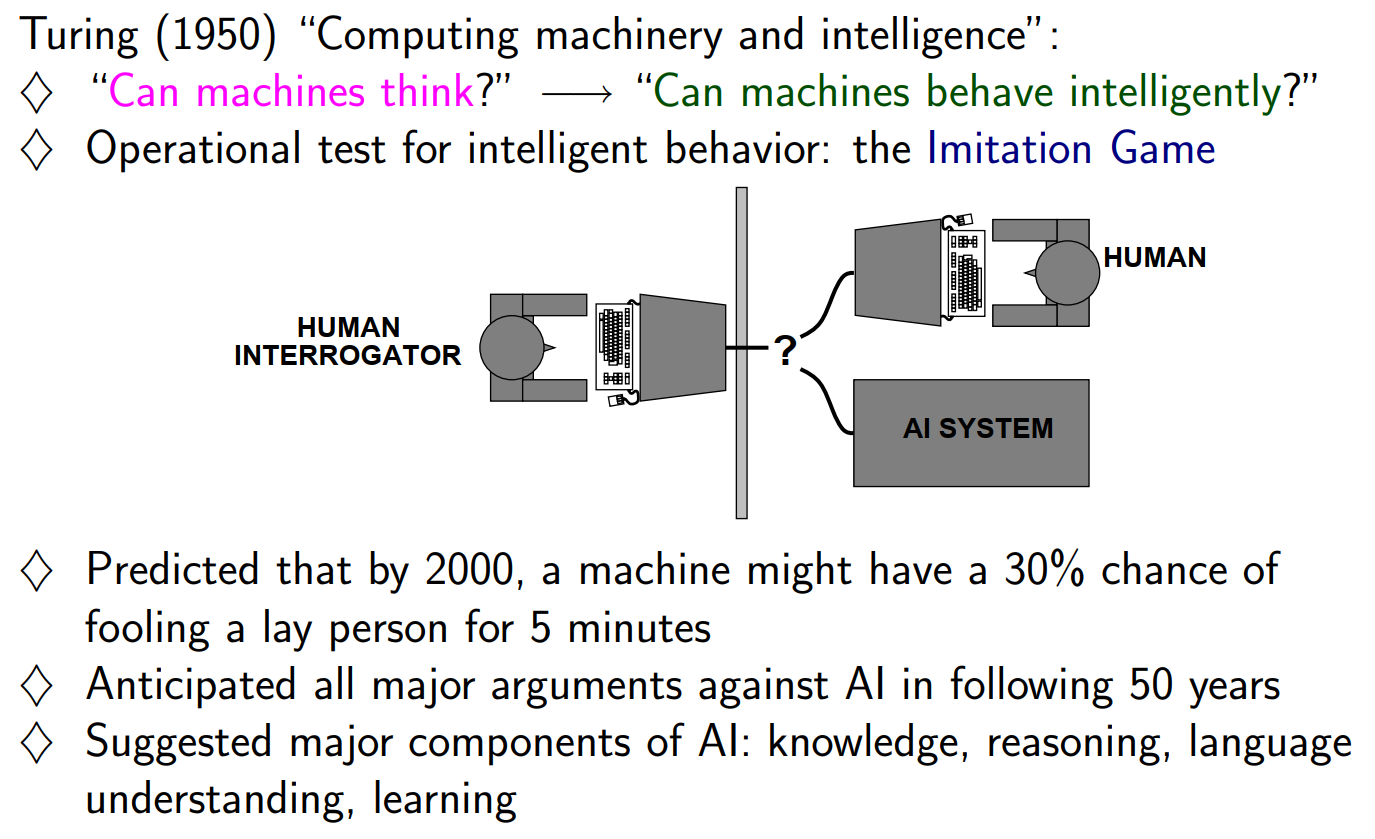 Turing (1950) “Computing machinery and intelligence”:
♢ “Can machines think?” ⟶ “Can machines behave intelligently?”
♢ Operational test for intelligent behavior: the Imitation Game
HUMAN
HUMAN
INTERROGATOR
?
AI SYSTEM
♢ Predicted that by 2000, a machine might have a 30% chance of
fooling a lay person for 5 minutes
♢ Anticipated all major arguments against AI in following 50 years
♢ Suggested major components of AI: knowledge, reasoning, language
understanding, learning